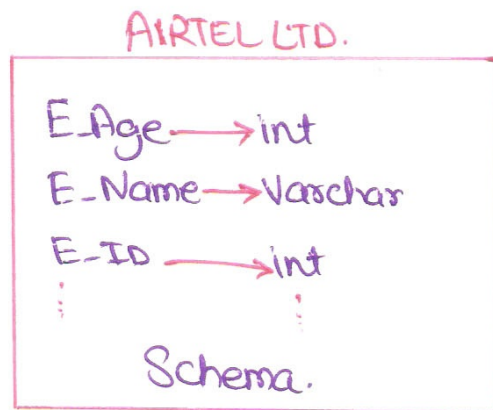 AIRTEL LTD.
E_Age → int
E_Name → Varchar
E_ID → int
Schema.